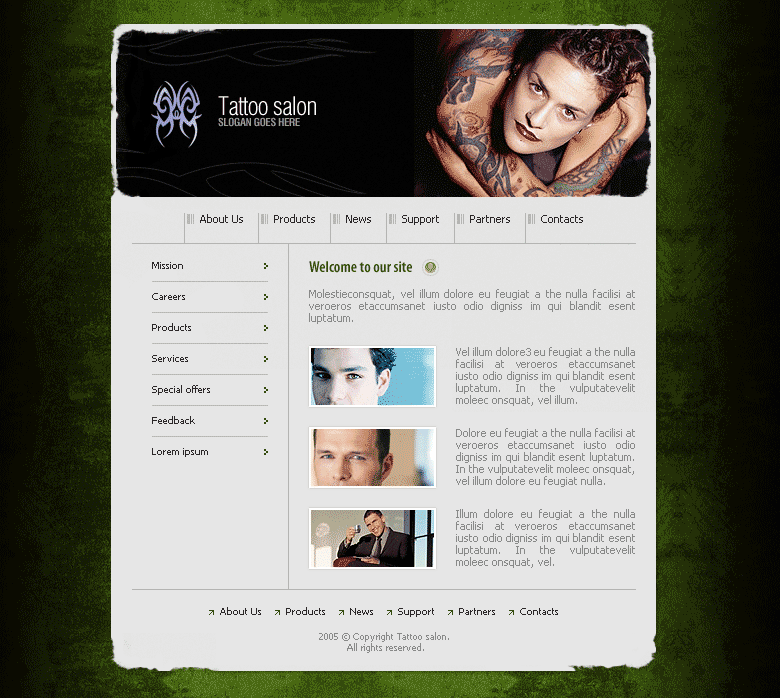 Tattoo salon
SLOGAN GOES HERE
About Us
Products
News
Support
Partners
Contacts
Mission
Careers
Products
Services
Special offers
Feedback
Lorem ipsum
Welcome to our site
Molestieconsquat, vel illum dolore eu feugiat a the nulla facilisi at
veroeros etaccumsanet iusto odio digniss im qui blandit esent
luptatum.
Vel illum dolore3 eu feugiat a the nulla
facilisi at veroeros etaccumsanet
iusto odio digniss im qui blandit esent
luptatum. In the vulputatevelit
moleec onsquat, vel illum.
Dolore eu feugiat a the nulla facilisi at
veroeros etaccumsanet iusto odio
digniss im qui blandit esent luptatum.
In the vulputatevelit moleec onsquat,
vel illum dolore eu feugiat nulla.
Illum dolore eu feugiat a the nulla
facilisi at veroeros etaccumsanet
iusto odio digniss im qui blandit esent
luptatum. In the vulputatevelit
moleec onsquat, vel.
About Us
Products
News
Support
Partners
Contacts
2005 © Copyright Tattoo salon.
All rights reserved.